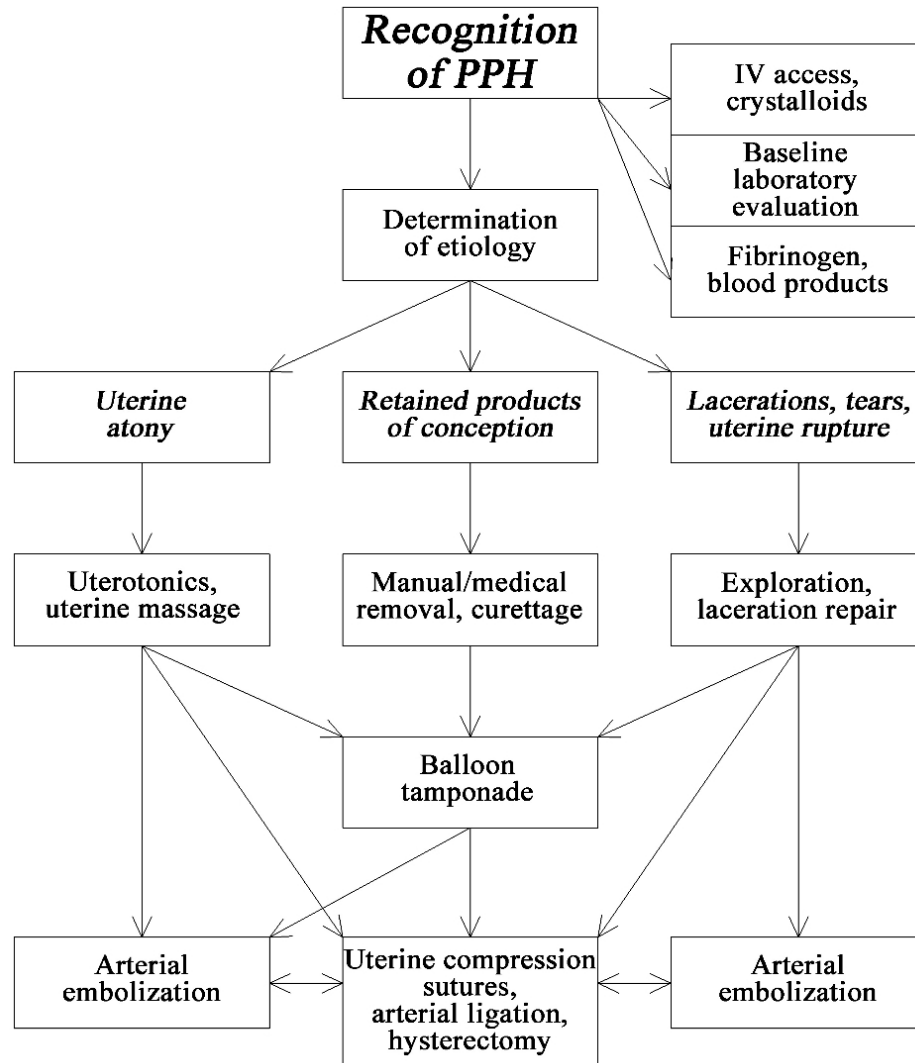 Recognition
of PPH
IV access,
crystalloids
Baseline
laboratory
evaluation
Fibrinogen,
blood products
Determination
of etiology
Uterine
atony
Retained products
of conception
Lacerations, tears,
uterine rupture
Uterotonics,
uterine massage
Manual/medical
removal, curettage
Exploration,
laceration repair
Balloon
tamponade
Arterial
embolization
Uterine compression
sutures,
arterial ligation,
hysterectomy
Arterial
embolization